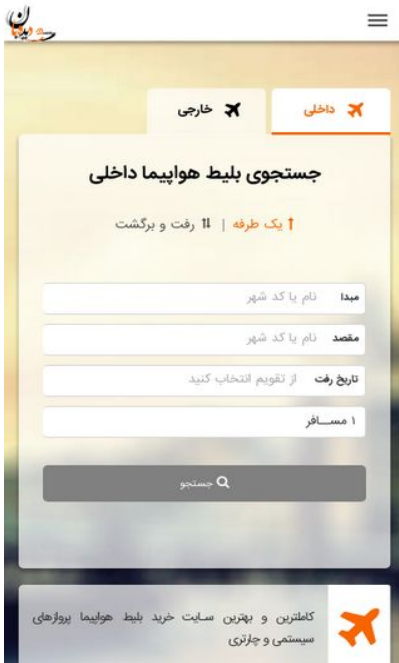 داخلی
خارجی
جستجوی بلیط هواپیما داخلی
یک طرفه | رفت و برگشت
مبدا نام یا کد شهر
مقصد نام یا کد شهر
تاریخ رفت از تقویم انتخاب کنید
۱ مســافر
جستجو
کاملترین و بهترین سایت خرید بلیط هواپیما پروازهای
سیستمی و چارتری